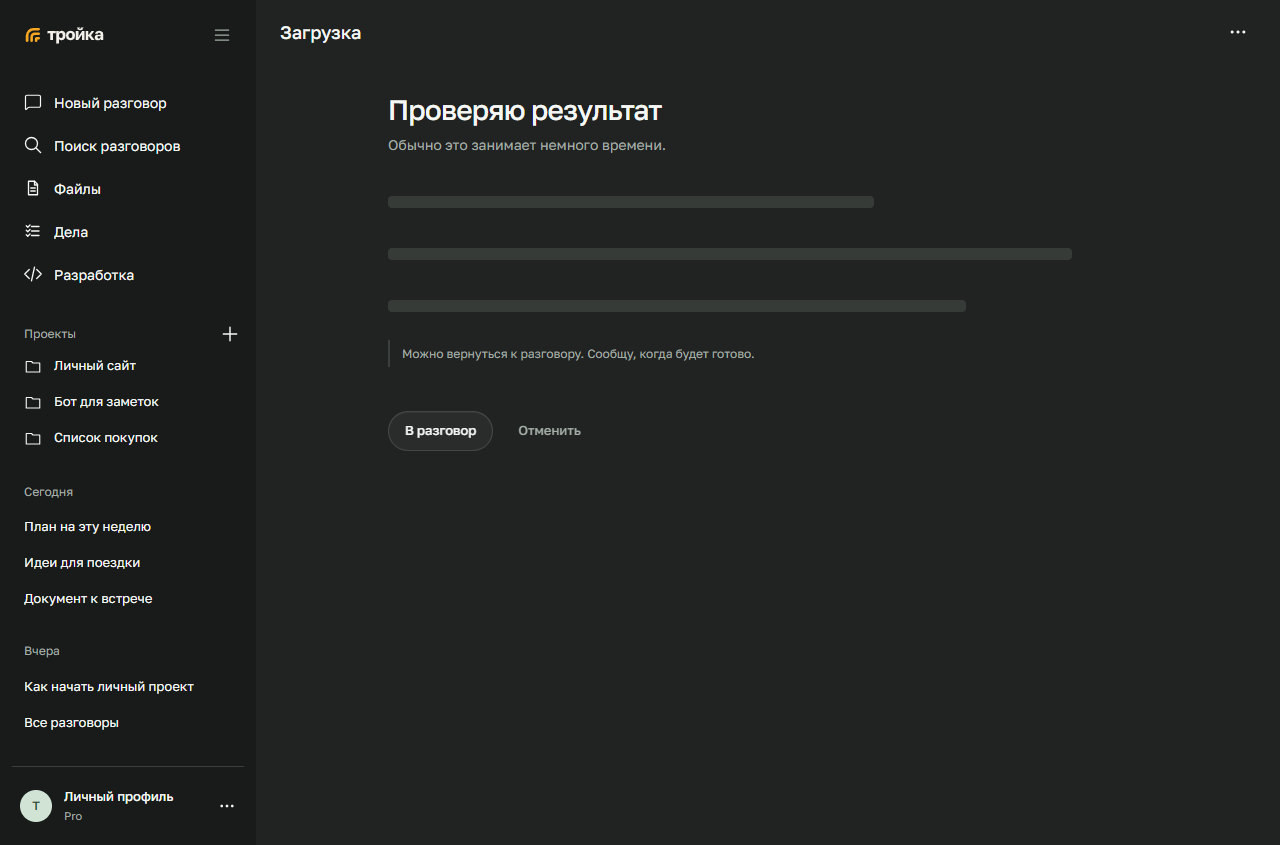 тройка
Новый разговор
Поиск разговоров
Файлы
Дела
Разработка
Проекты
Личный сайт
Бот для заметок
Список покупок
Сегодня
План на эту неделю
Идеи для поездки
Документ к встрече
Вчера
Как начать личный проект
Все разговоры
Т
Личный профиль
Pro
Загрузка
Проверяю результат
Обычно это занимает немного времени.
Можно вернуться к разговору. Сообщу, когда будет готово.
В разговор
Отменить